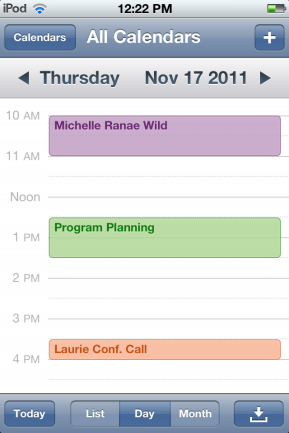 iPod 12:22 PM
Calendars All Calendars +
Thursday Nov 17 2011
10 AM
Michelle Ranae Wild
11 AM
Noon
Program Planning
1 PM
2 PM
3 PM
Laurie Conf. Call
4 PM
Today List Day Month